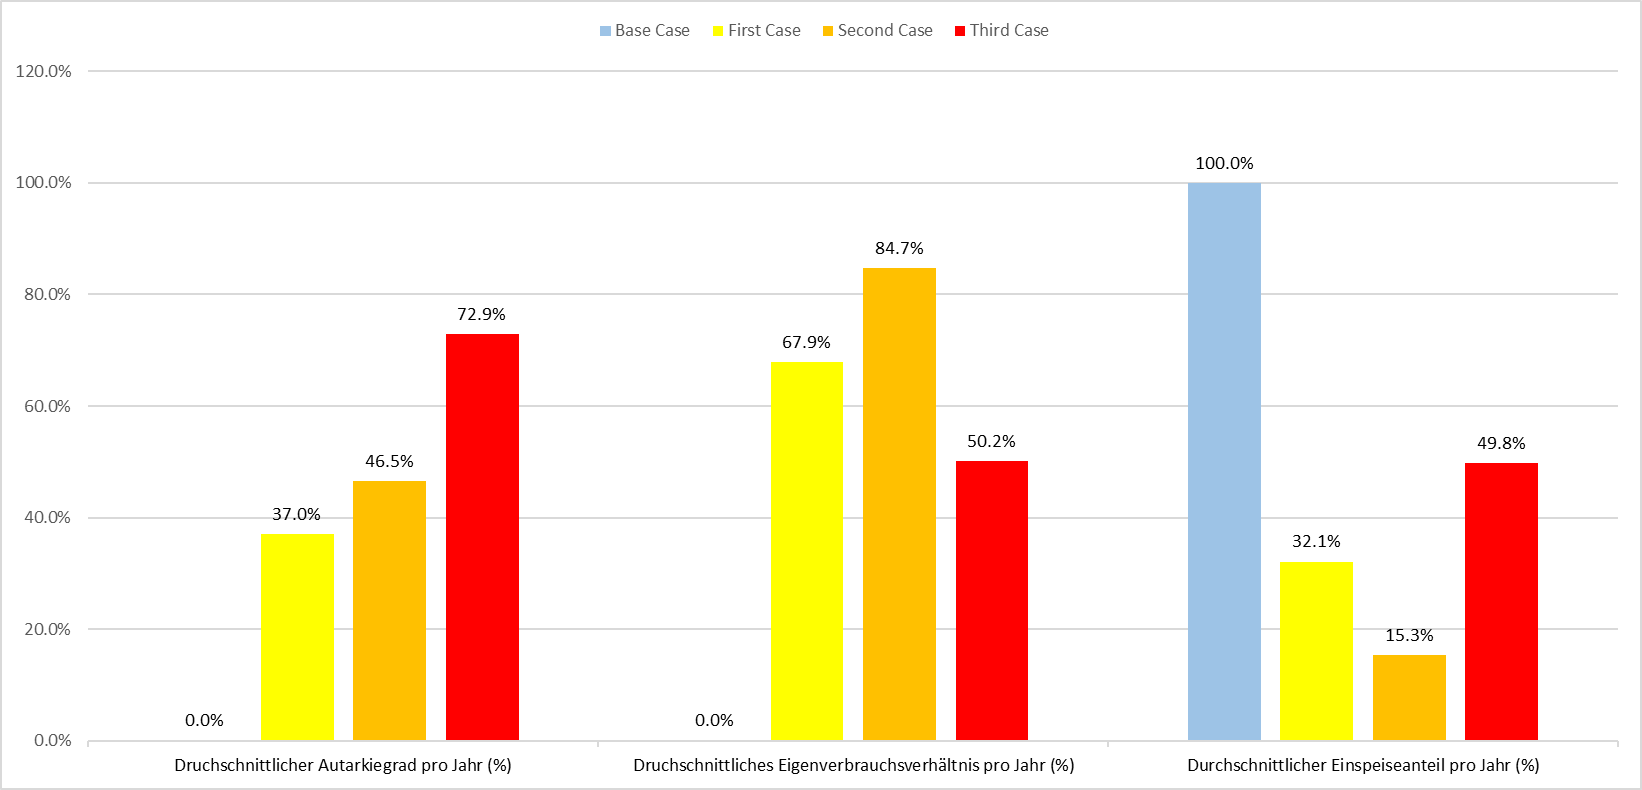 Base Case First Case Second Case Third Case
120.0%
100.0%
80.0%
60.0%
40.0%
20.0%
0.0%
0.0% 37.0% 46.5% 72.9%
0.0% 67.9% 84.7% 50.2%
100.0% 32.1% 15.3% 49.8%
Druchschnittlicher Autarkiegrad pro Jahr (%)
Druchschnittliches Eigenverbrauchsverhältnis pro Jahr (%)
Durchschnittlicher Einspeiseanteil pro Jahr (%)